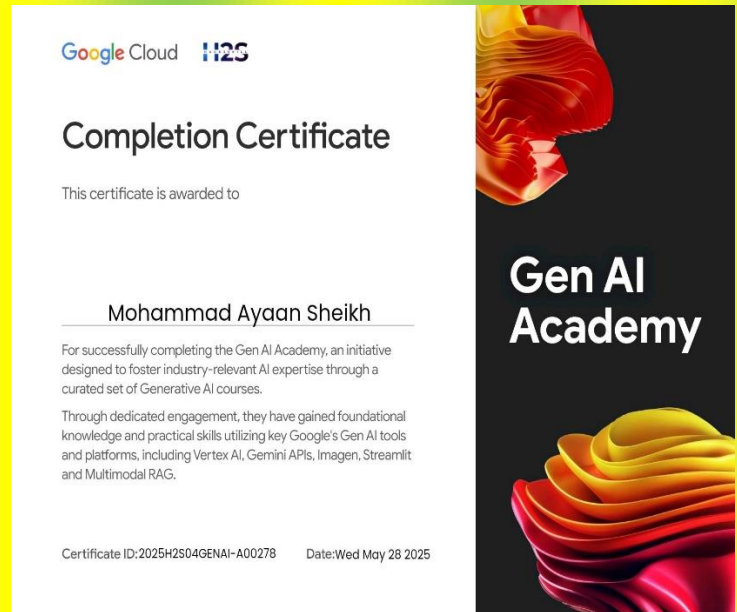 Google Cloud H2S
Completion Certificate
This certificate is awarded to
Mohammad Ayaan Sheikh
For successfully completing the Gen AI Academy, an initiative
designed to foster industry-relevant AI expertise through a
curated set of Generative AI courses.
Through dedicated engagement, they have gained foundational
knowledge and practical skills utilizing key Google's Gen AI tools
and platforms, including Vertex AI, Gemini APIs, Imagen, Streamlit
and Multimodal RAG.
Certificate ID:2025H2S04GENAI-A00278 Date:Wed May 28 2025
Gen AI
Academy